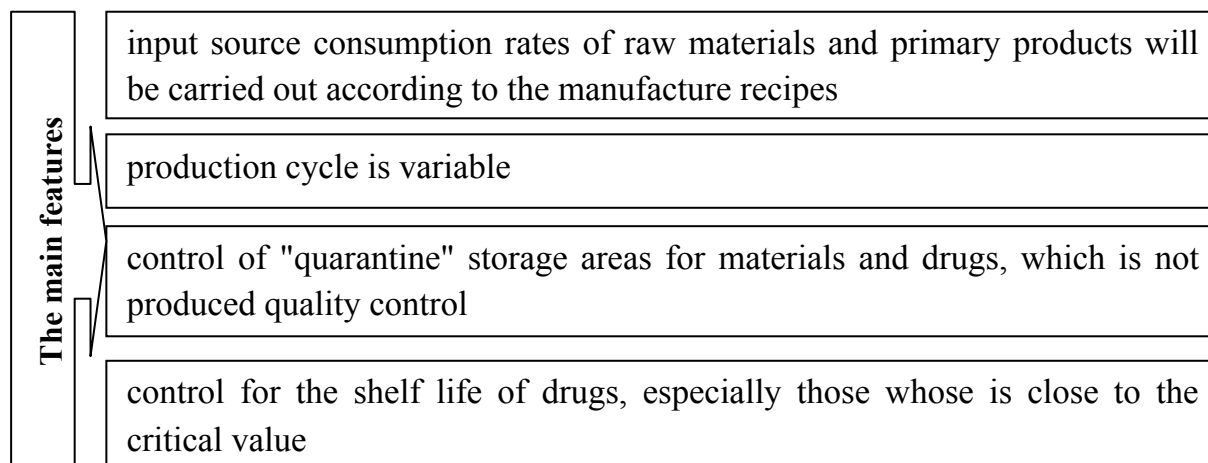 The main features
input source consumption rates of raw materials and primary products will
be carried out according to the manufacture recipes
production cycle is variable
control of "quarantine" storage areas for materials and drugs, which is not
produced quality control
control for the shelf life of drugs, especially those whose is close to the
critical value